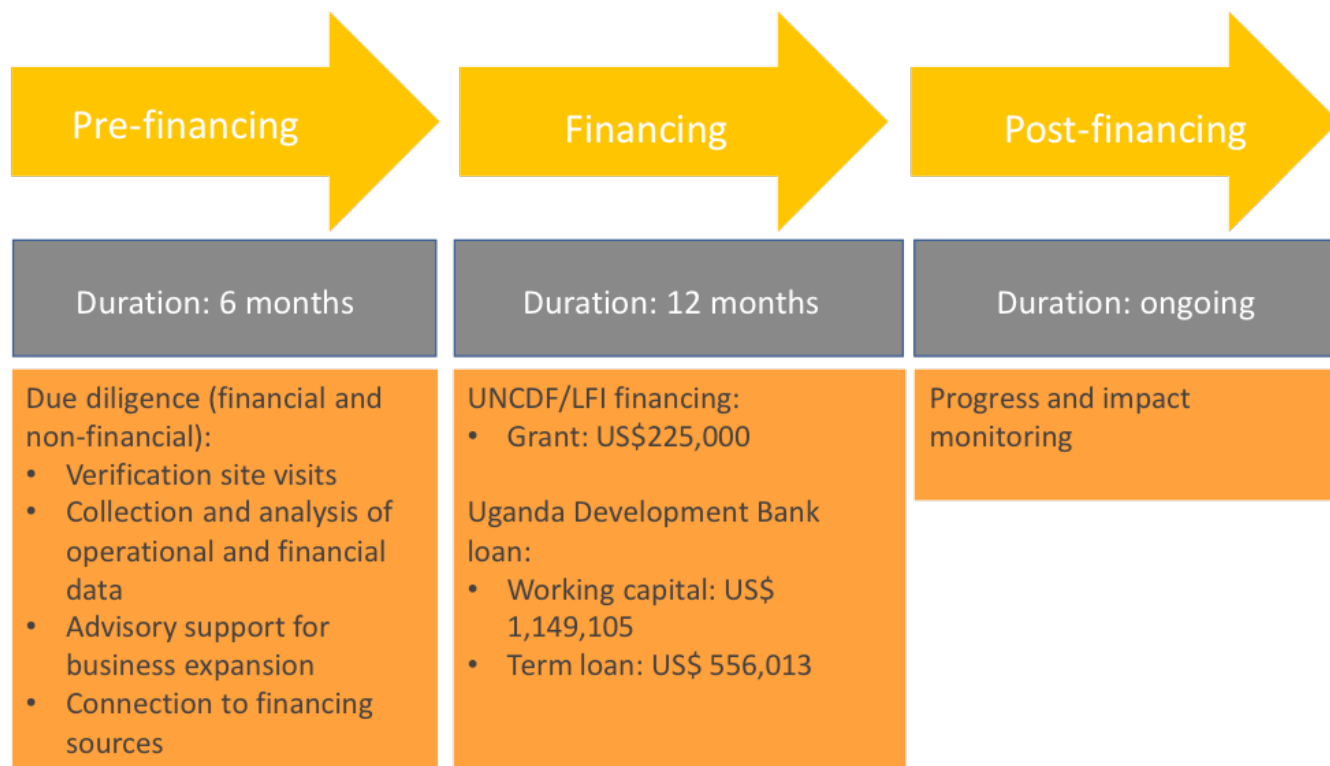 Pre-financing
Financing
Post-financing
Duration: 6 months
Duration: 12 months
Duration: ongoing
Due diligence (financial and
non-financial):
• Verification site visits
• Collection and analysis of
operational and financial
data
• Advisory support for
business expansion
• Connection to financing
sources
UNCDF/LFI financing:
• Grant: US$225,000
Uganda Development Bank
loan:
• Working capital: US$
1,149,105
• Term loan: US$ 556,013
Progress and impact
monitoring